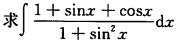 求∫ (1 + sinx + cosx)/(1 + sin²x) dx